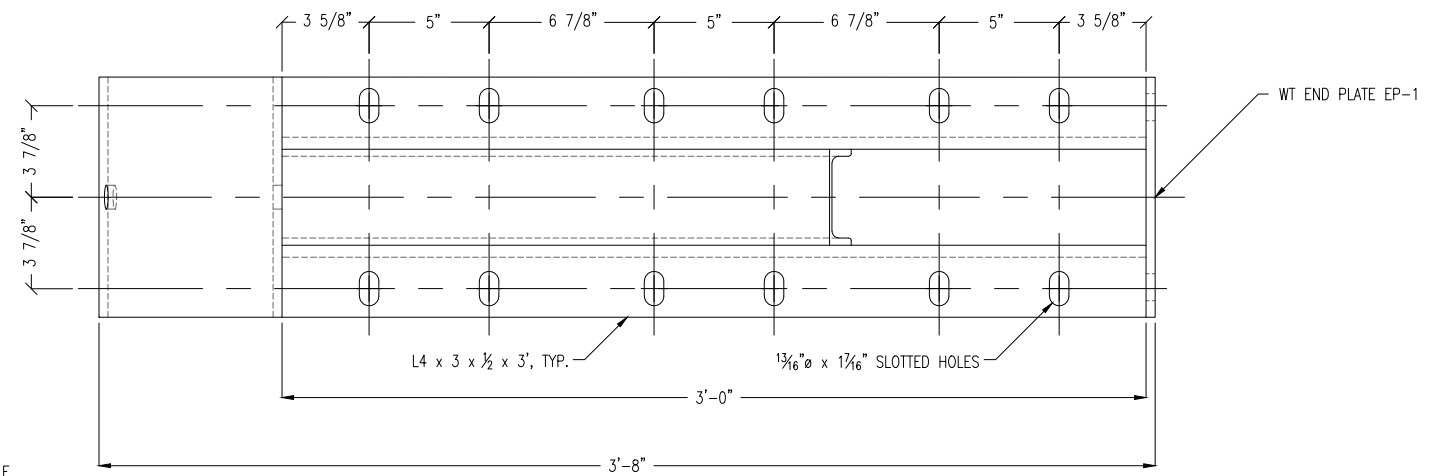 3 5/8"
5"
6 7/8"
5"
6 7/8"
5"
3 5/8"
WT END PLATE EP-1
3 7/8"
3 7/8"
L4 x 3 x ½ x 3', TYP.
13⁄16"ø x 17⁄16" SLOTTED HOLES
3'-0"
3'-8"
F